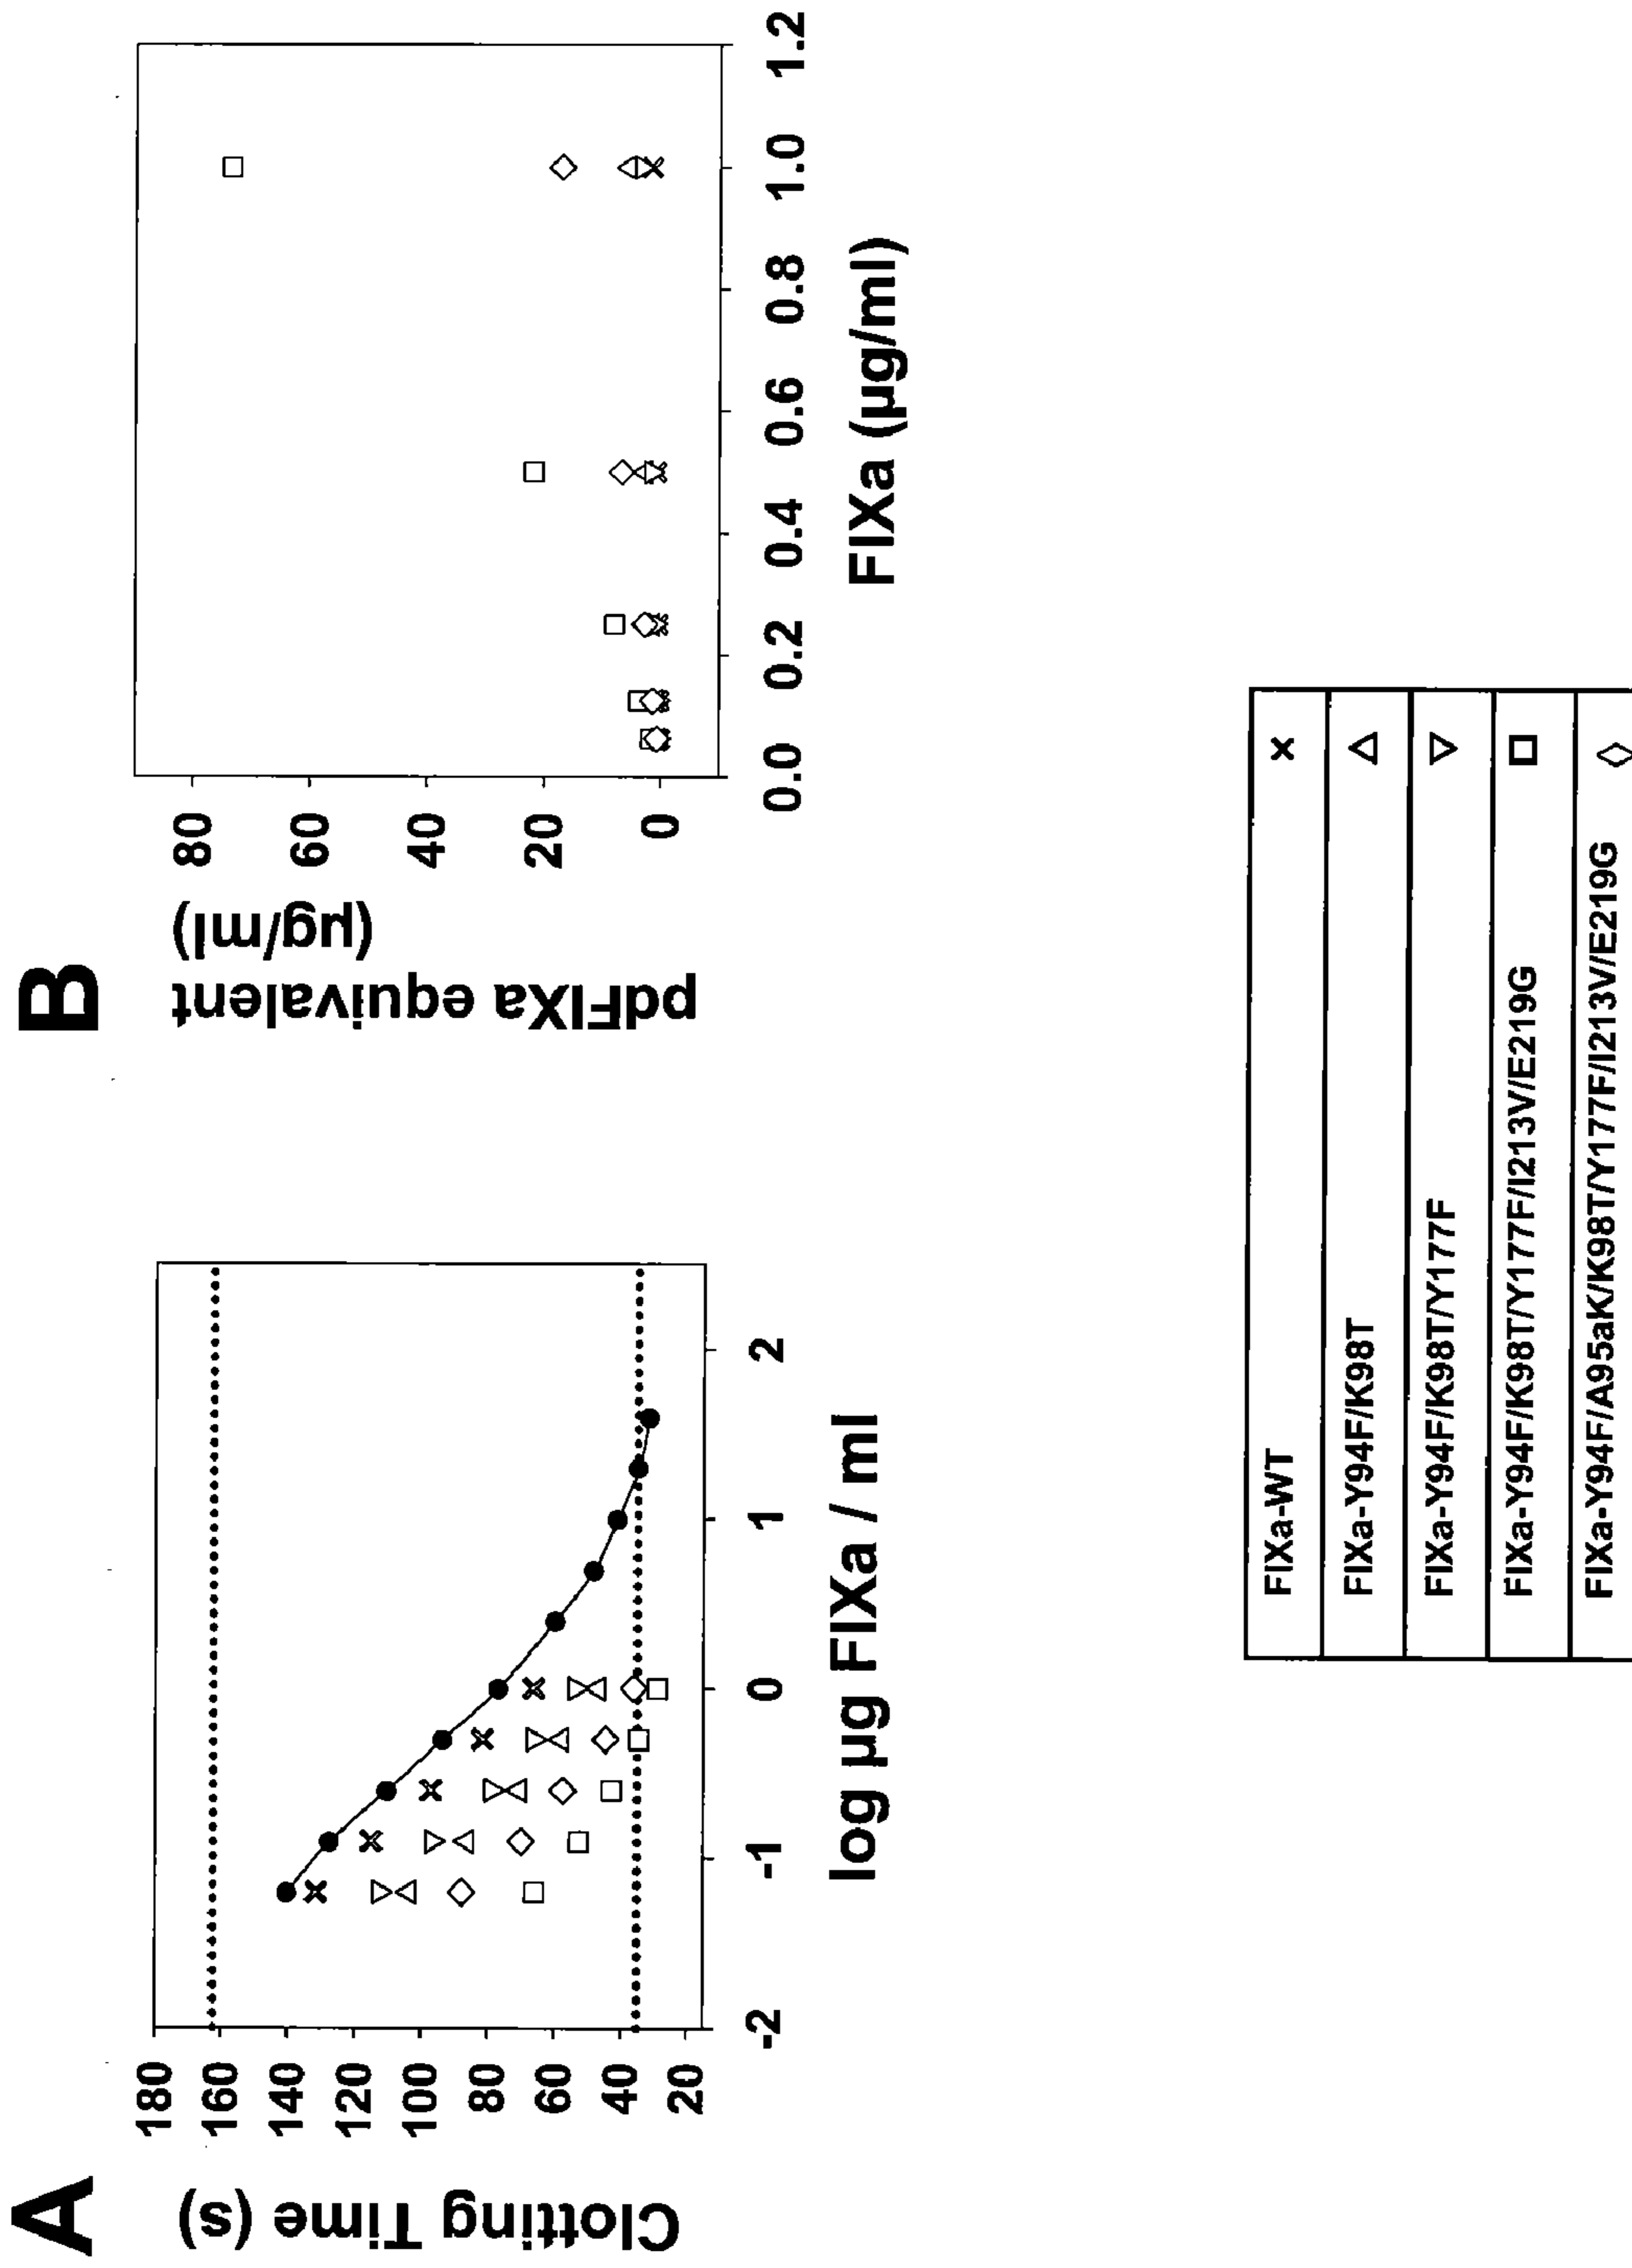 A
Clotting Time (s)
180
160
140
120
100
80
60
40
20
-2
-1
0
1
2
log µg FIXa / ml
B
pdFIXa equivalent
(µg/ml)
80
60
40
20
0
0.0
0.2
0.4
0.6
0.8
1.0
1.2
FIXa (µg/ml)
FIXa-WT
FIXa-Y94F/K98T
FIXa-Y94F/K98T/Y177F
FIXa-Y94F/K98T/Y177F/I213V/E219G
FIXa-Y94F/A95aK/K98T/Y177F/I213V/E219G